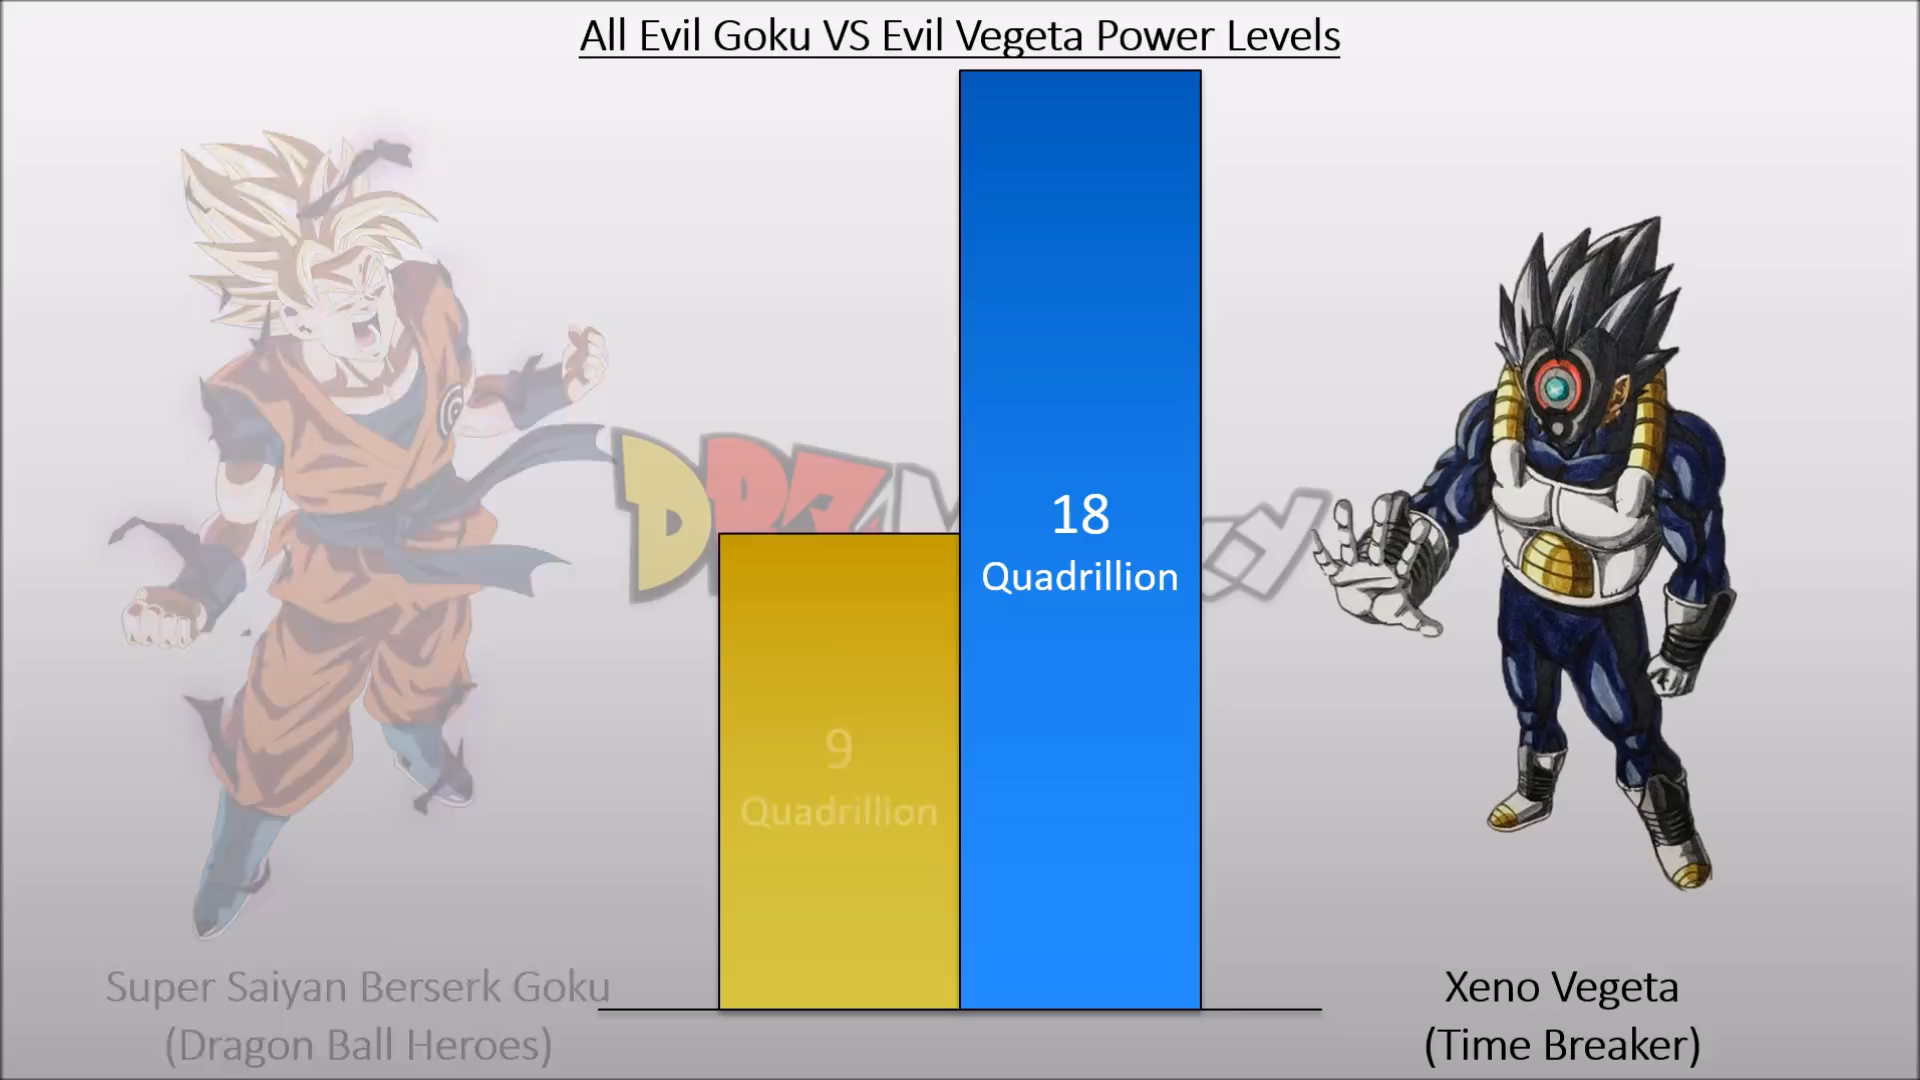 All Evil Goku VS Evil Vegeta Power Levels
18
Quadrillion
9
Quadrillion
Super Saiyan Berserk Goku
(Dragon Ball Heroes)
Xeno Vegeta
(Time Breaker)